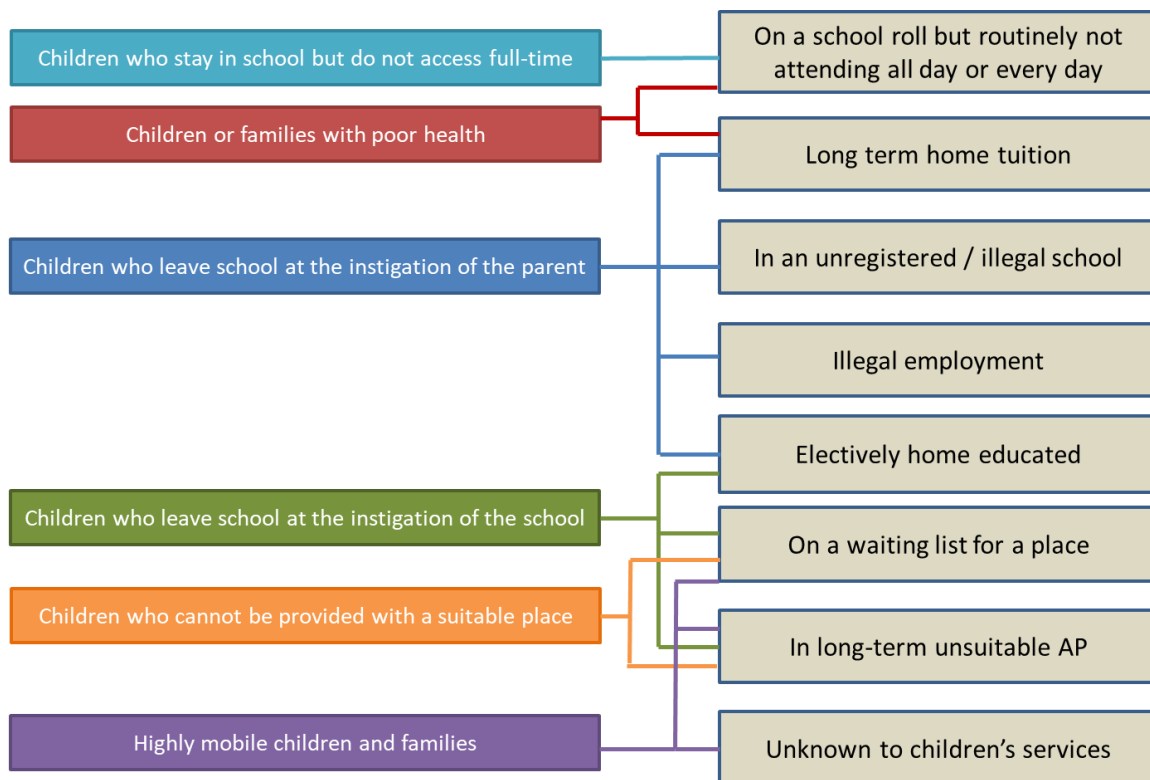 Children who stay in school but do not access full-time
Children or families with poor health
Children who leave school at the instigation of the parent
Children who leave school at the instigation of the school
Children who cannot be provided with a suitable place
Highly mobile children and families
On a school roll but routinely not
attending all day or every day
Long term home tuition
In an unregistered / illegal school
Illegal employment
Electively home educated
On a waiting list for a place
In long-term unsuitable AP
Unknown to children’s services